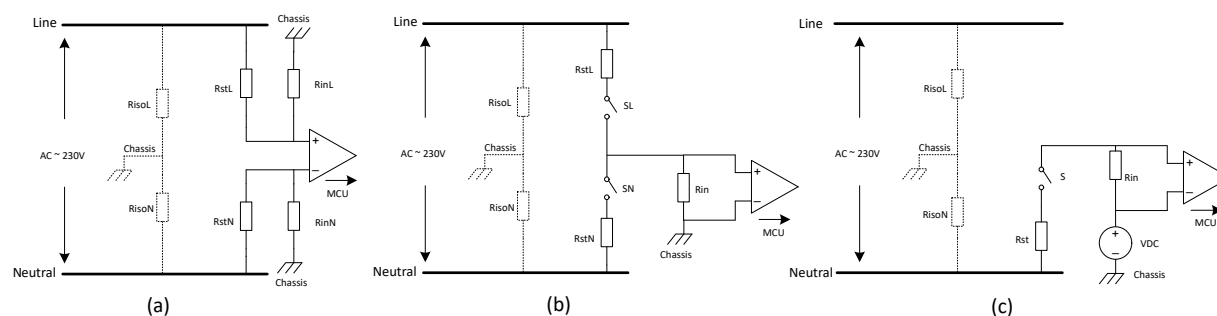 Line
Chassis
RstL
RinL
RisoL
Chassis
AC ~ 230V
+
−
MCU
RisoN
RstN
RinN
Neutral
Chassis
(a)
Line
RstL
RisoL
SL
Chassis
AC ~ 230V
+
−
SN
Rin
RisoN
MCU
RstN
Chassis
Neutral
(b)
Line
RisoL
Chassis
AC ~ 230V
+
−
S
Rin
RisoN
MCU
Rst
+
−
VDC
Chassis
Neutral
(c)